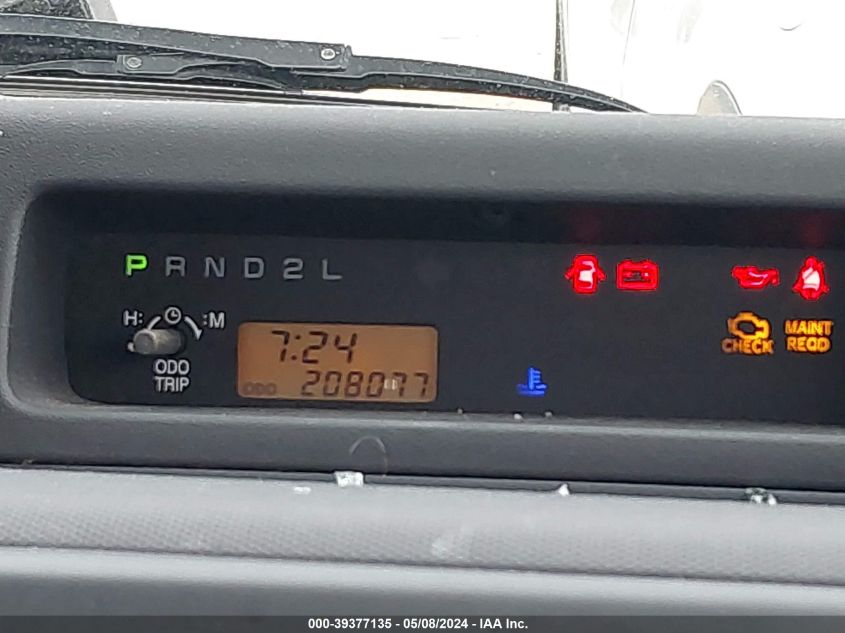 P R N D 2 L
H: :M
ODO
TRIP
7:24
ODO 208077
CHECK
MAINT
REQD
000-39377135 - 05/08/2024 - IAA Inc.